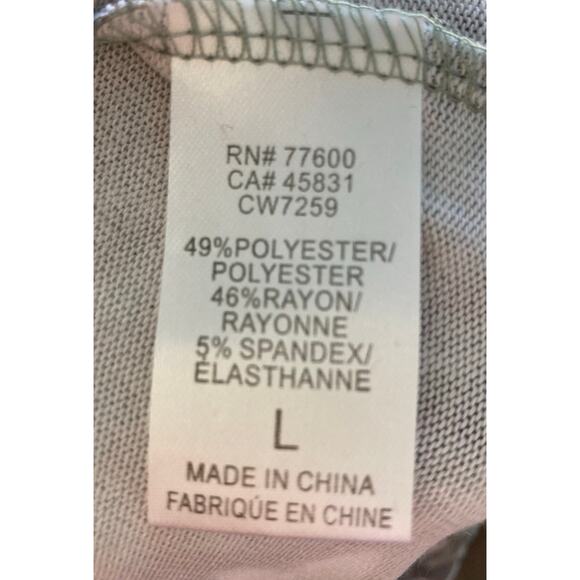 RN# 77600
CA# 45831
CW7259
49%POLYESTER/
POLYESTER
46%RAYON/
RAYONNE
5% SPANDEX/
ÉLASTHANNE
L
MADE IN CHINA
FABRIQÚE EN CHINE